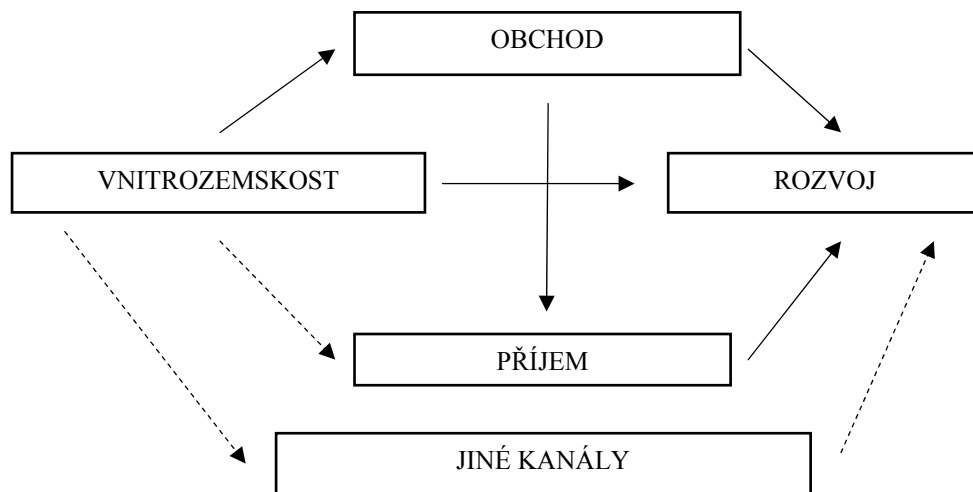 OBCHOD
VNITROZEMSKOST
ROZVOJ
PŘÍJEM
JINÉ KANÁLY